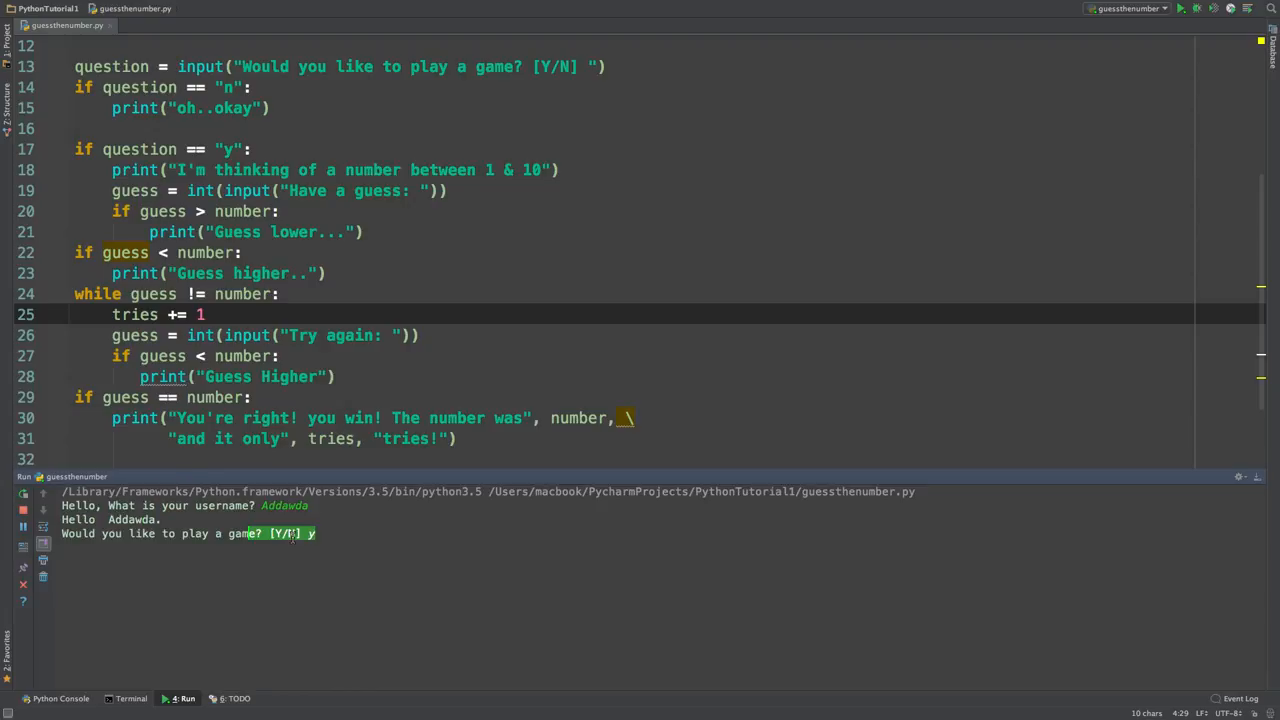 PythonTutorial1 guessthenumber.py guessthenumber
guessthenumber.py
1: Project
Z: Structure
2: Favorites
Database
12
13 question = input("Would you like to play a game? [Y/N] ")
14 if question == "n":
15 print("oh..okay")
16
17 if question == "y":
18 print("I'm thinking of a number between 1 & 10")
19 guess = int(input("Have a guess: "))
20 if guess > number:
21 print("Guess lower...")
22 if guess < number:
23 print("Guess higher..")
24 while guess != number:
25 tries += 1
26 guess = int(input("Try again: "))
27 if guess < number:
28 print("Guess Higher")
29 if guess == number:
30 print("You're right! you win! The number was", number, \
31 "and it only", tries, "tries!")
32
Run guessthenumber
/Library/Frameworks/Python.framework/Versions/3.5/bin/python3.5 /Users/macbook/PycharmProjects/PythonTutorial1/guessthenumber.py
Hello, What is your username? Addawda
Hello Addawda.
Would you like to play a game? [Y/N] y
Python Console Terminal 4: Run 6: TODO Event Log
10 chars 4:29 LF÷ UTF-8÷